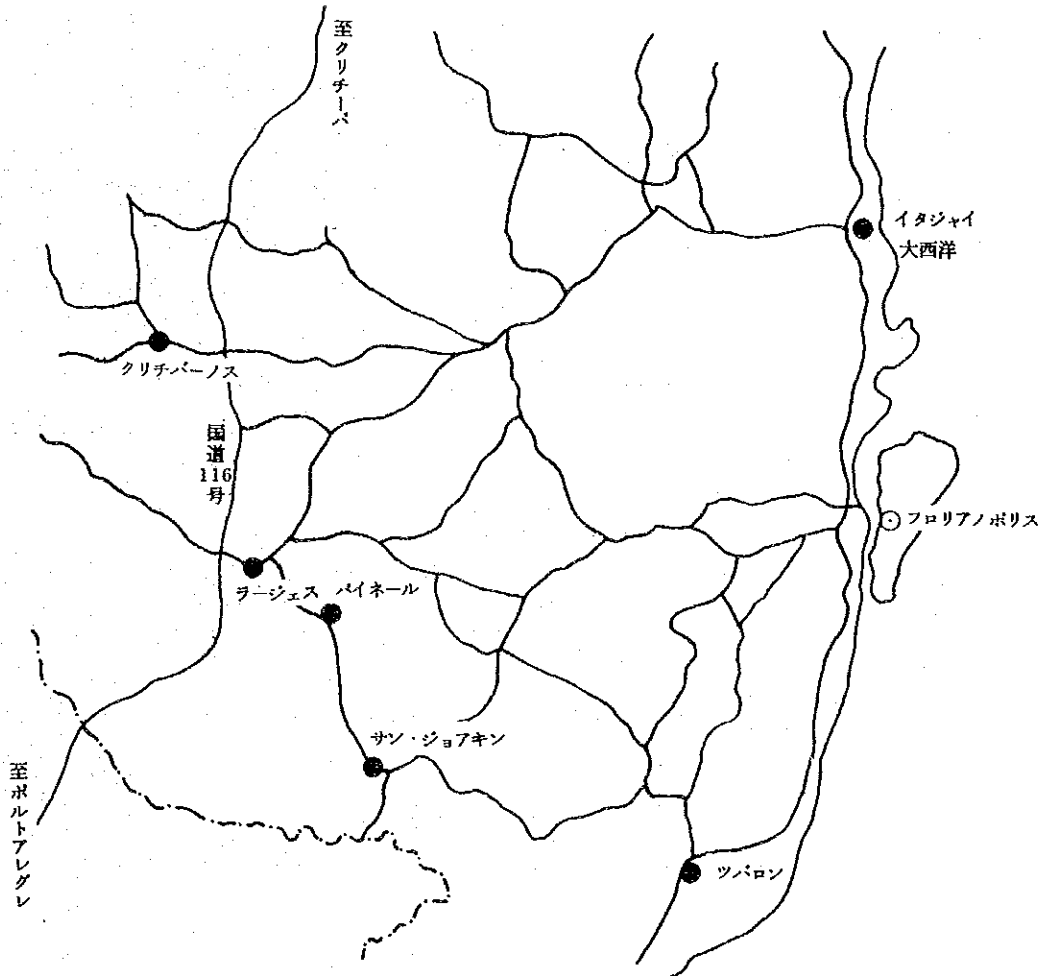 至クリチーバ
イタジャイ
大西洋
クリチバーノス
国道
116
号
フロリアノポリス
ラージェス
パイネール
サン・ジョアキン
至ポルトアレグレ
ツバロン